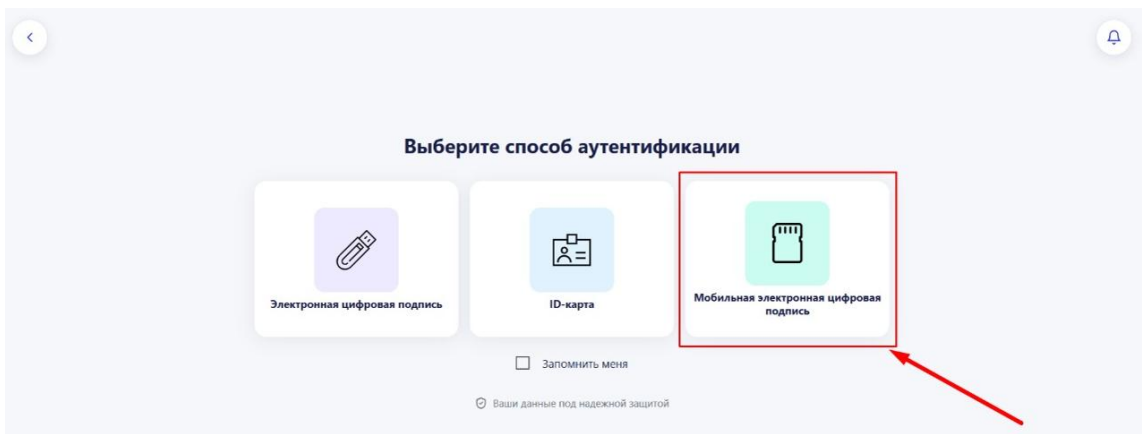 Выберите способ аутентификации
Электронная цифровая подпись
ID-карта
Мобильная электронная цифровая
подпись
Запомнить меня
Ваши данные под надежной защитой